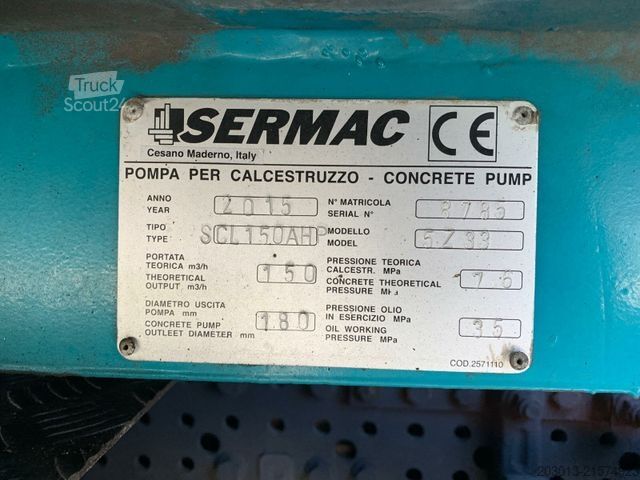 Truck
Scout24
SERMAC CE
Cesano Maderno, Italy
POMPA PER CALCESTRUZZO - CONCRETE PUMP
ANNO
YEAR 2015
N° MATRICOLA
SERIAL N° 8785
TIPO
TYPE SCL150AHP
MODELLO
MODEL 5Z33
PORTATA
TEORICA m3/h
THEORETICAL
OUTPUT m3/h 150
PRESSIONE TEORICA
CALCESTR. MPa
CONCRETE THEORETICAL
PRESSURE MPa 7.6
DIAMETRO USCITA
POMPA mm
CONCRETE PUMP
OUTLEET DIAMETER mm 180
PRESSIONE OLIO
IN ESERCIZIO MPa
OIL WORKING
PRESSURE MPa 35
COD.2571110